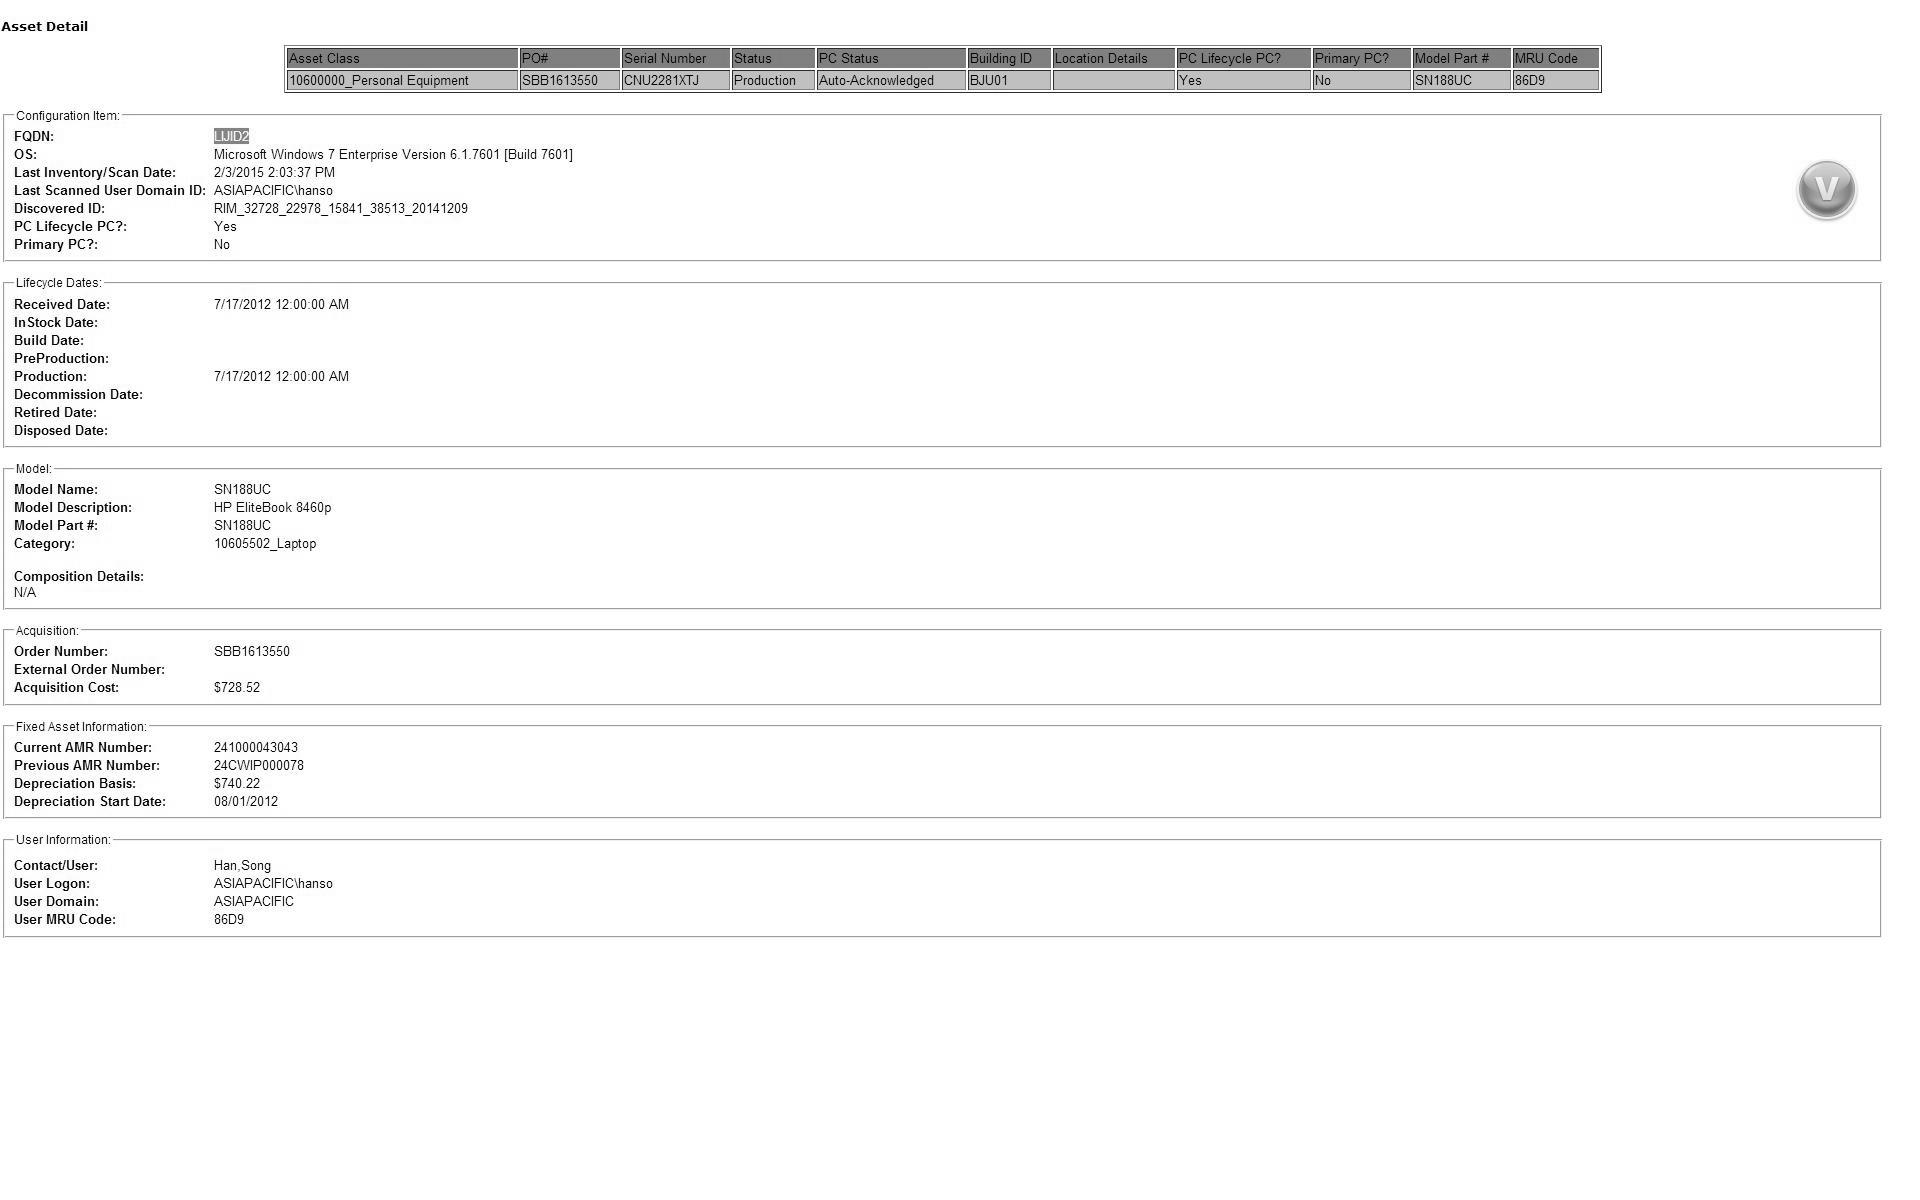 Asset Detail
Asset Class PO# Serial Number Status PC Status Building ID Location Details PC Lifecycle PC? Primary PC? Model Part # MRU Code
10600000_Personal Equipment SBB1613550 CNU2281XTJ Production Auto-Acknowledged BJU01 Yes No SN188UC 86D9
Configuration Item:
FQDN: LIJID2
OS: Microsoft Windows 7 Enterprise Version 6.1.7601 [Build 7601]
Last Inventory/Scan Date: 2/3/2015 2:03:37 PM
Last Scanned User Domain ID: ASIAPACIFIC\hanso
Discovered ID: RIM_32728_22978_15841_38513_20141209
PC Lifecycle PC?: Yes
Primary PC?: No
V
Lifecycle Dates:
Received Date: 7/17/2012 12:00:00 AM
InStock Date:
Build Date:
PreProduction:
Production: 7/17/2012 12:00:00 AM
Decommission Date:
Retired Date:
Disposed Date:
Model:
Model Name: SN188UC
Model Description: HP EliteBook 8460p
Model Part #: SN188UC
Category: 10605502_Laptop
Composition Details:
N/A
Acquisition:
Order Number: SBB1613550
External Order Number:
Acquisition Cost: $728.52
Fixed Asset Information:
Current AMR Number: 241000043043
Previous AMR Number: 24CWIP000078
Depreciation Basis: $740.22
Depreciation Start Date: 08/01/2012
User Information:
Contact/User: Han,Song
User Logon: ASIAPACIFIC\hanso
User Domain: ASIAPACIFIC
User MRU Code: 86D9